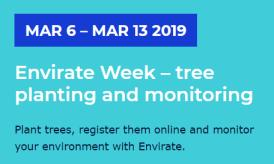 MAR 6 – MAR 13 2019
Envirate Week – tree
planting and monitoring
Plant trees, register them online and monitor
your environment with Envirate.